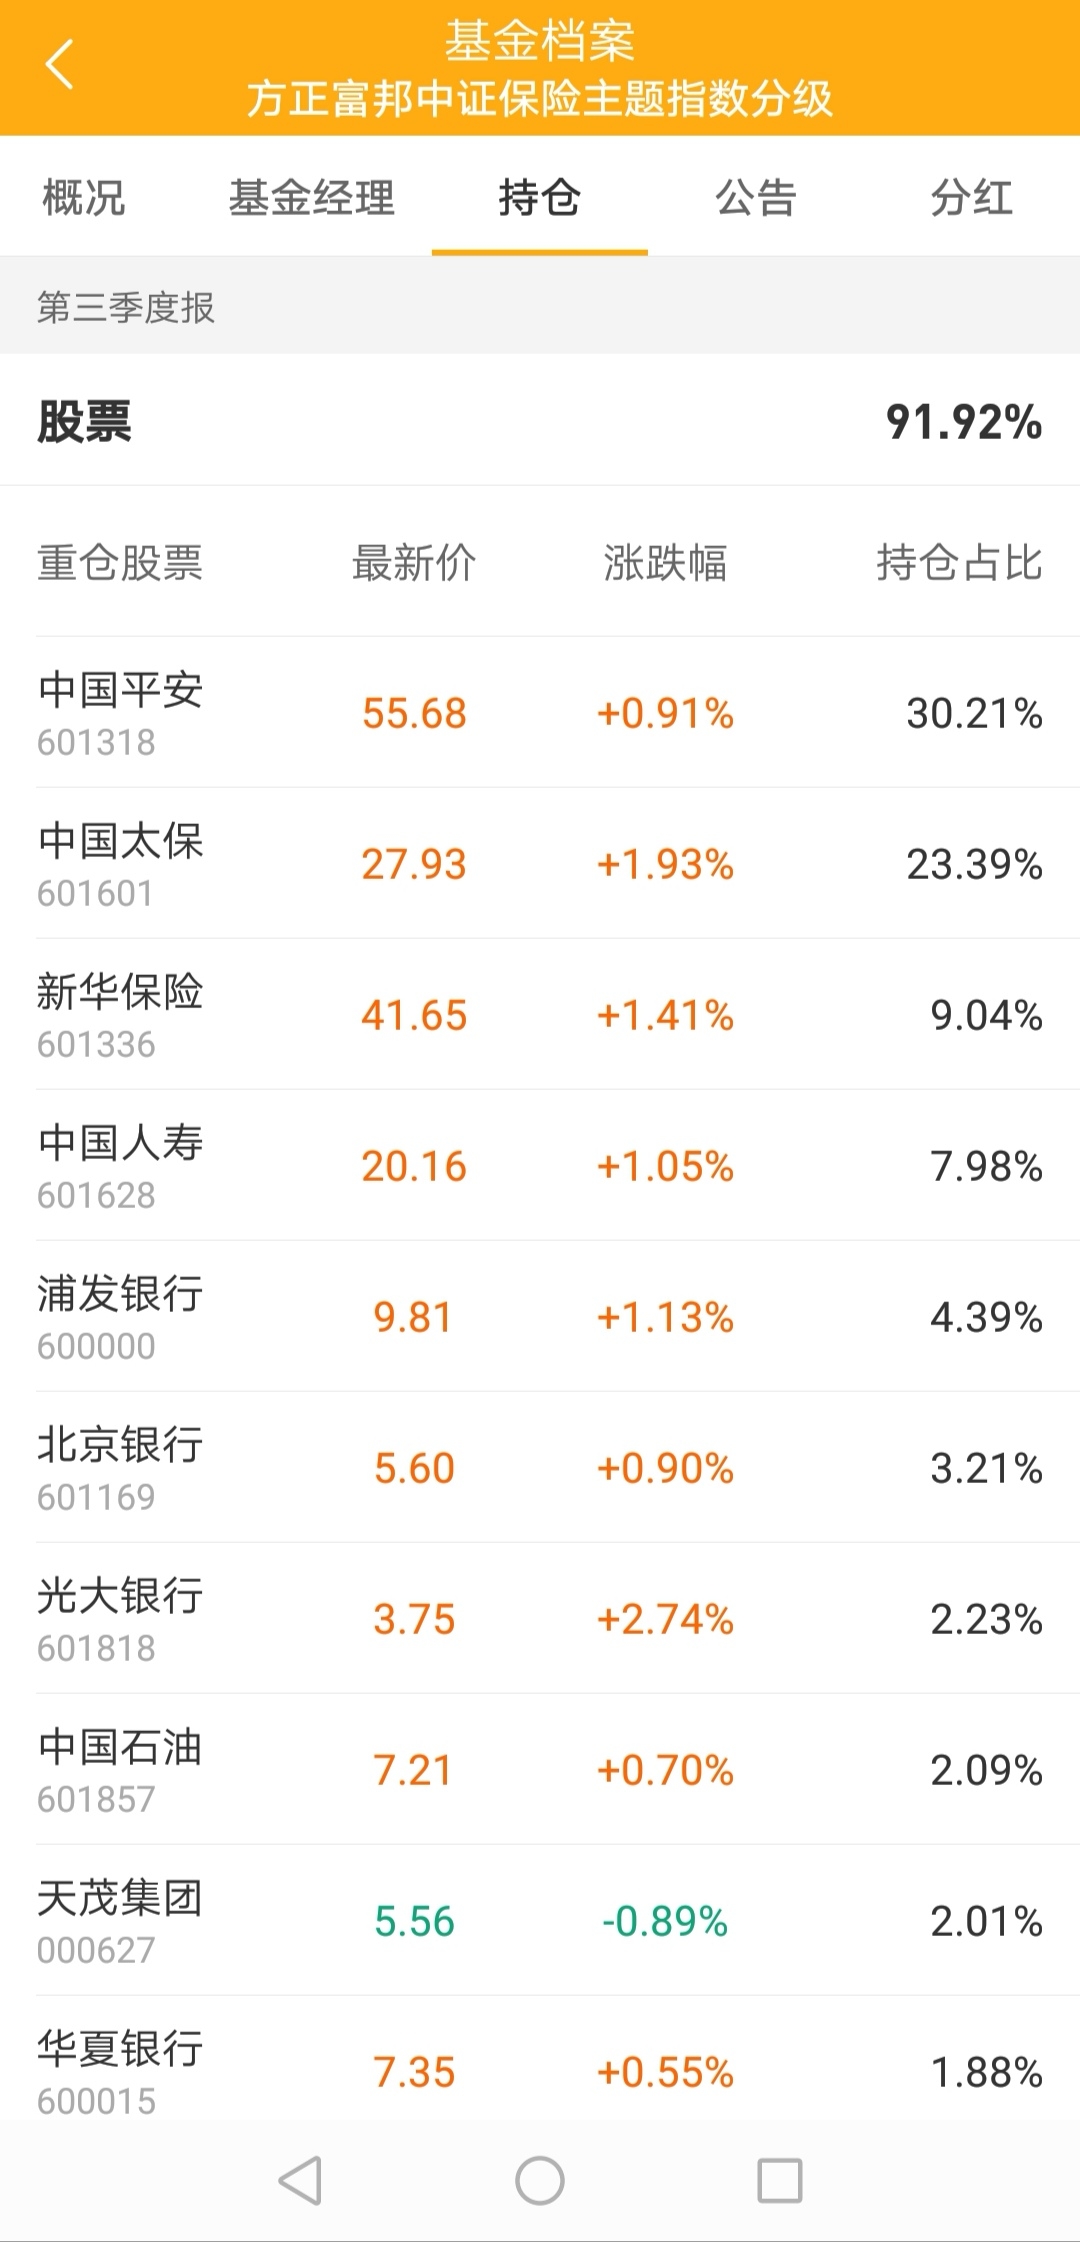 基金档案
方正富邦中证保险主题指数分级
概况 基金经理 持仓 公告 分红
第三季度报
股票 91.92%
重仓股票 最新价 涨跌幅 持仓占比
中国平安 55.68 +0.91% 30.21%
601318
中国太保 27.93 +1.93% 23.39%
601601
新华保险 41.65 +1.41% 9.04%
601336
中国人寿 20.16 +1.05% 7.98%
601628
浦发银行 9.81 +1.13% 4.39%
600000
北京银行 5.60 +0.90% 3.21%
601169
光大银行 3.75 +2.74% 2.23%
601818
中国石油 7.21 +0.70% 2.09%
601857
天茂集团 5.56 -0.89% 2.01%
000627
华夏银行 7.35 +0.55% 1.88%
600015